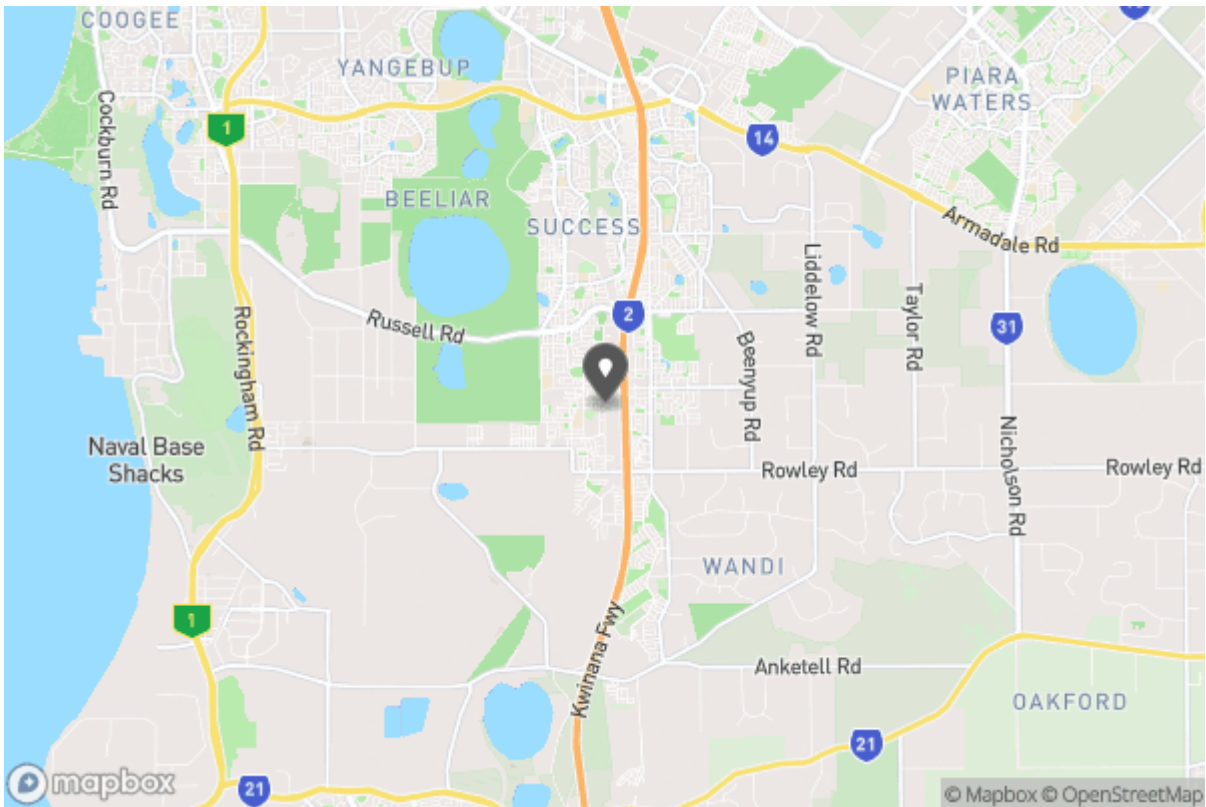 COOGEE
YANGEBUP
PIARA
WATERS
Cockburn Rd
1
14
BEELIAR
SUCCESS
Armadale Rd
Liddelow Rd
Taylor Rd
Russell Rd
2
31
Rockingham Rd
Beenyup Rd
Naval Base
Shacks
Nicholson Rd
Rowley Rd
Rowley Rd
WANDI
1
Kwinana Fwy
Anketell Rd
OAKFORD
21
21
mapbox
© Mapbox © OpenStreetMap